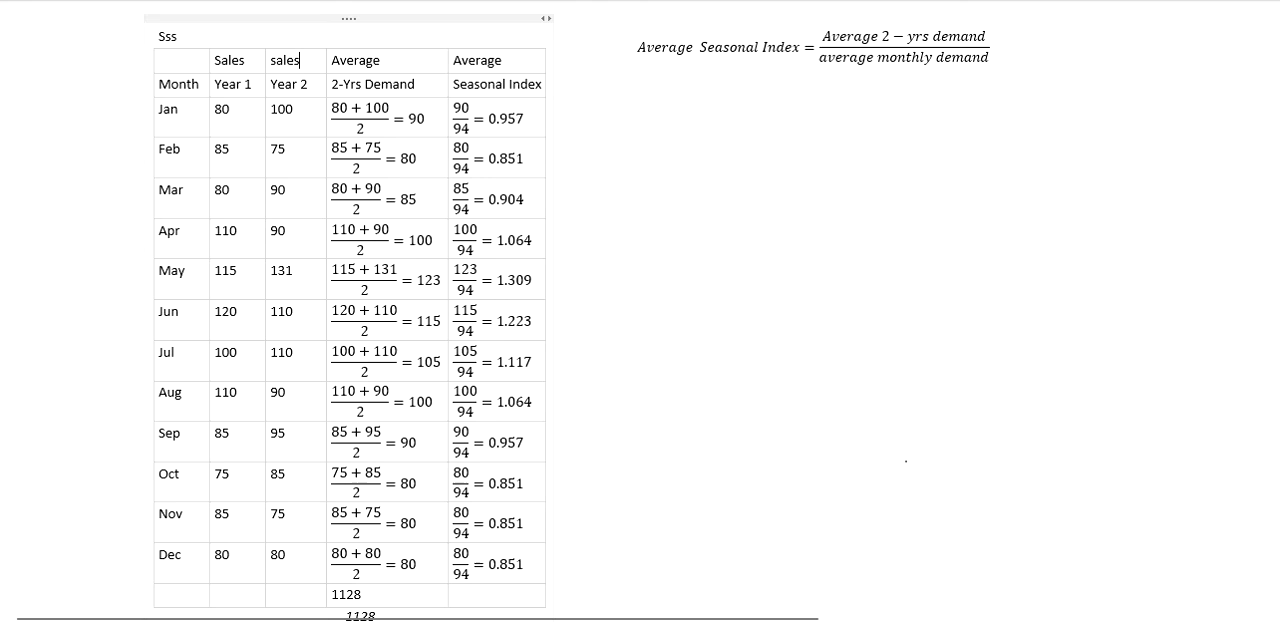 Sss
Average Seasonal Index = Average 2 − yrs demand / average monthly demand
Sales sales Average Average
Month Year 1 Year 2 2-Yrs Demand Seasonal Index
Jan 80 100 80 + 100 / 2 = 90 90 / 94 = 0.957
Feb 85 75 85 + 75 / 2 = 80 80 / 94 = 0.851
Mar 80 90 80 + 90 / 2 = 85 85 / 94 = 0.904
Apr 110 90 110 + 90 / 2 = 100 100 / 94 = 1.064
May 115 131 115 + 131 / 2 = 123 123 / 94 = 1.309
Jun 120 110 120 + 110 / 2 = 115 115 / 94 = 1.223
Jul 100 110 100 + 110 / 2 = 105 105 / 94 = 1.117
Aug 110 90 110 + 90 / 2 = 100 100 / 94 = 1.064
Sep 85 95 85 + 95 / 2 = 90 90 / 94 = 0.957
Oct 75 85 75 + 85 / 2 = 80 80 / 94 = 0.851
Nov 85 75 85 + 75 / 2 = 80 80 / 94 = 0.851
Dec 80 80 80 + 80 / 2 = 80 80 / 94 = 0.851
1128
1128